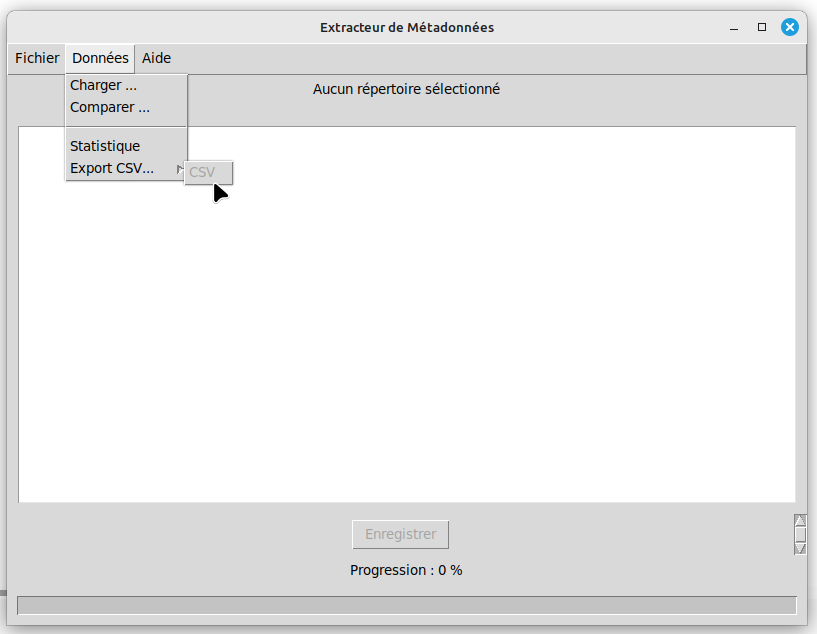 Extracteur de Métadonnées
Fichier Données Aide
Charger ...
Aucun répertoire sélectionné
Comparer ...
Statistique
Export CSV...
CSV
Enregistrer
Progression : 0 %